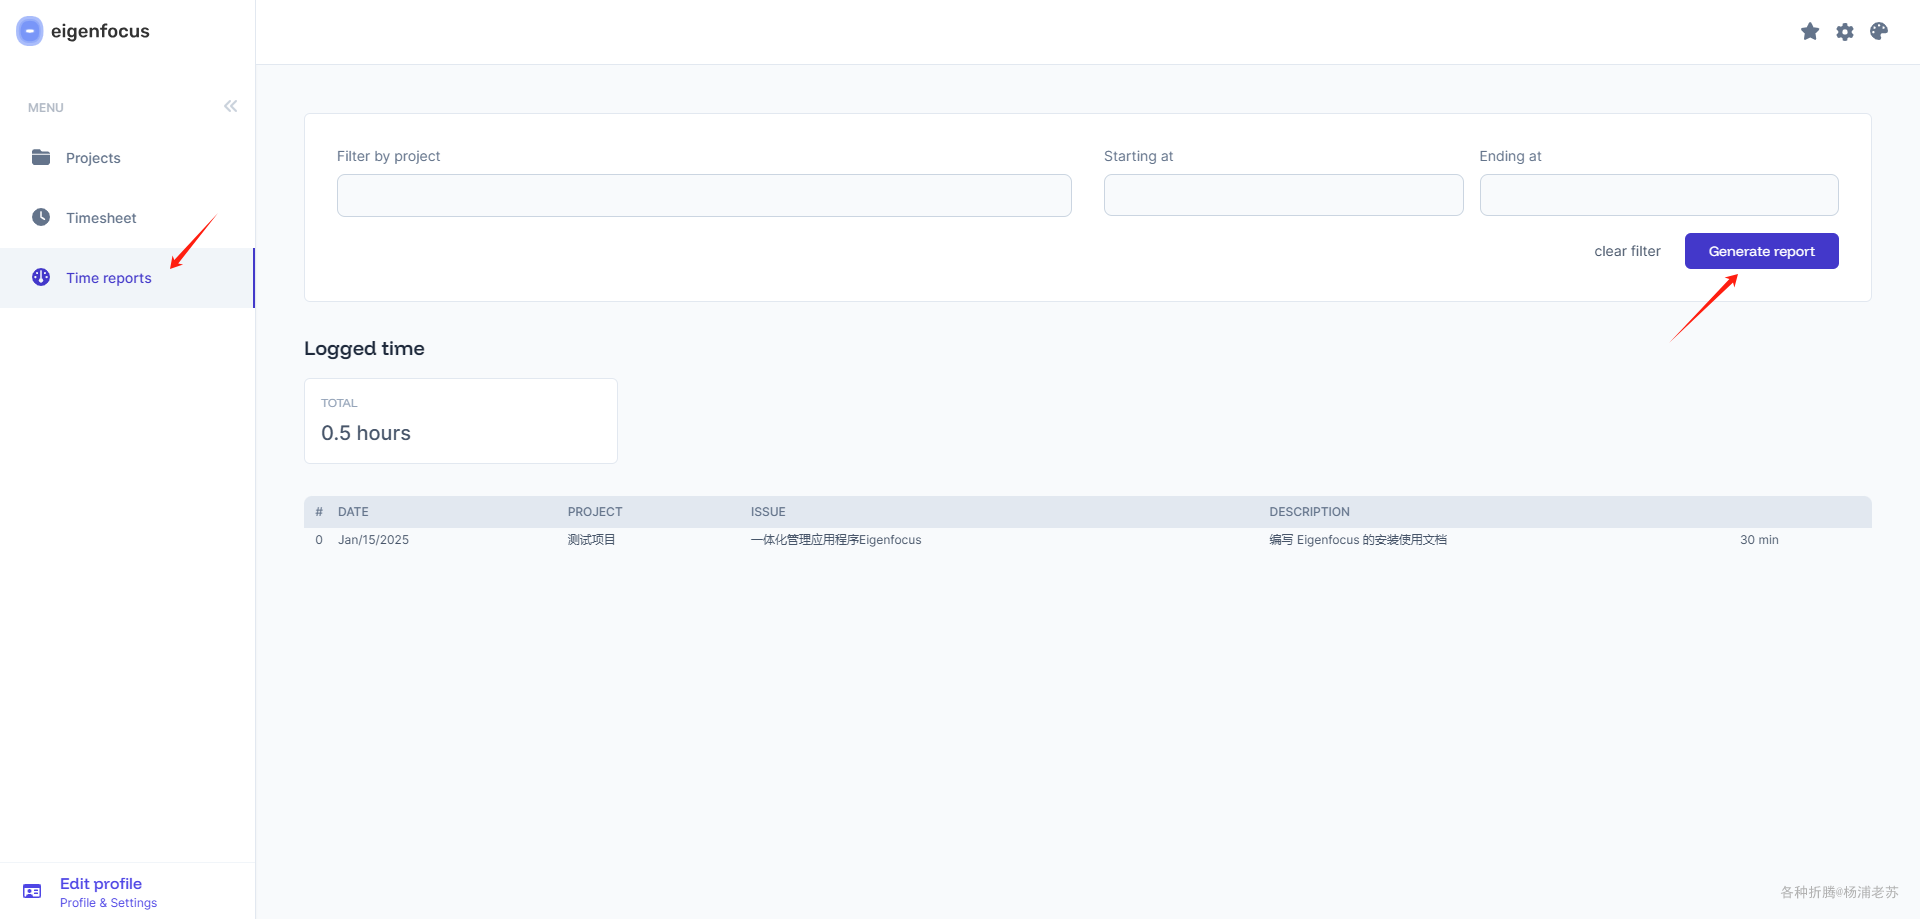 eigenfocus
MENU
Projects
Timesheet
Time reports
Filter by project
Starting at
Ending at
clear filter
Generate report
Logged time
TOTAL
0.5 hours
# DATE PROJECT ISSUE DESCRIPTION
0 Jan/15/2025 测试项目 一体化管理应用程序Eigenfocus 编写 Eigenfocus 的安装使用文档 30 min
Edit profile
Profile & Settings
各种折腾@杨浦老苏